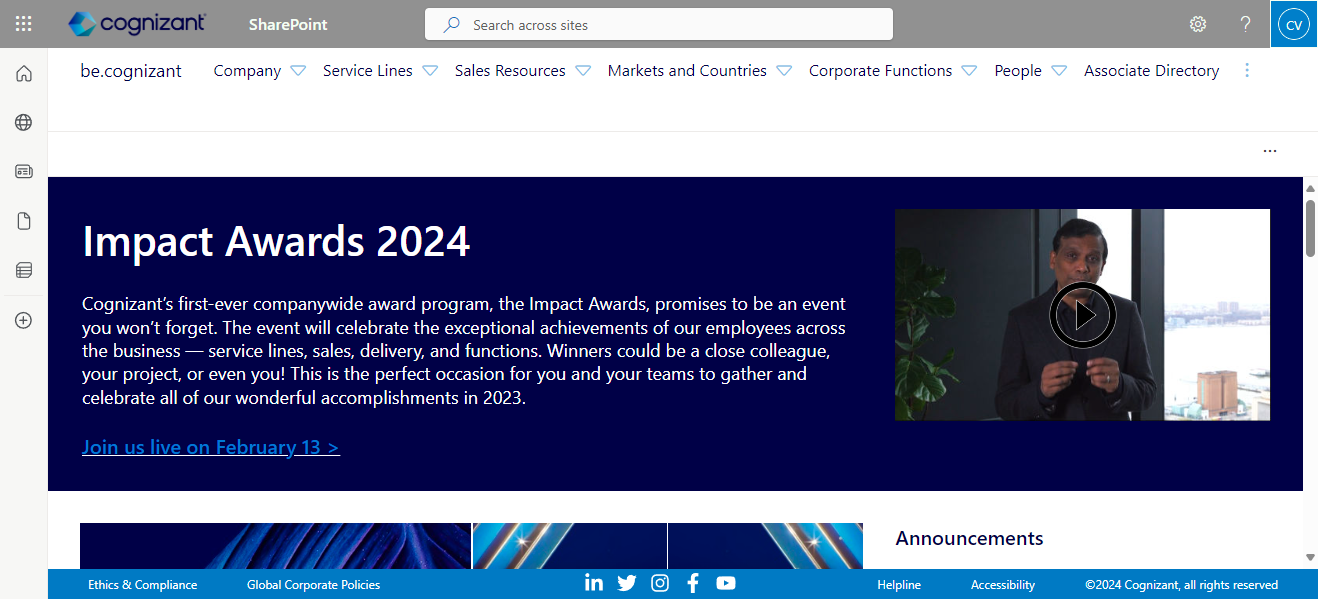 cognizant
SharePoint
Search across sites
?
CV
be.cognizant
Company
Service Lines
Sales Resources
Markets and Countries
Corporate Functions
People
Associate Directory
Impact Awards 2024
Cognizant’s first-ever companywide award program, the Impact Awards, promises to be an event
you won’t forget. The event will celebrate the exceptional achievements of our employees across
the business — service lines, sales, delivery, and functions. Winners could be a close colleague,
your project, or even you! This is the perfect occasion for you and your teams to gather and
celebrate all of our wonderful accomplishments in 2023.
Join us live on February 13 >
Announcements
Ethics & Compliance
Global Corporate Policies
Helpline
Accessibility
©2024 Cognizant, all rights reserved